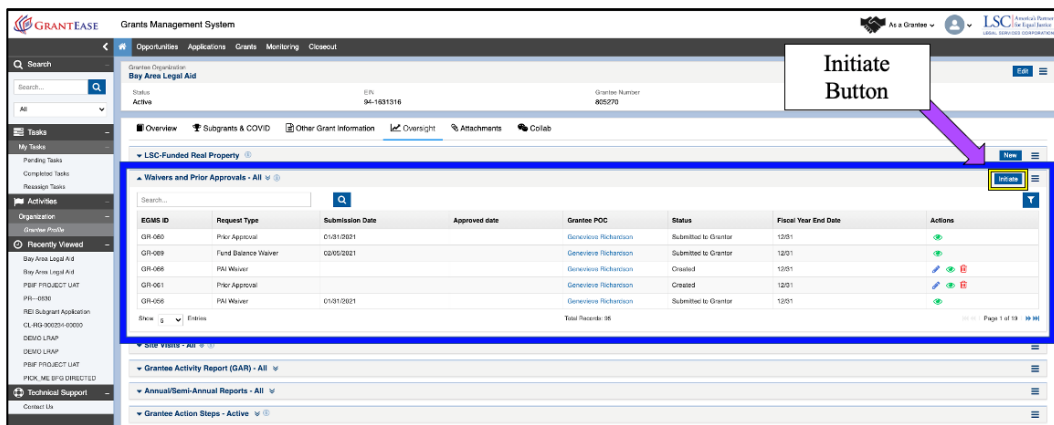 GRANTEASE
Grants Management System
As a Grantee
LSC America's Partner for Equal Justice
LEGAL SERVICES CORPORATION
Opportunities Applications Grants Monitoring Closeout
Search
Search...
All
Tasks
My Tasks
Pending Tasks
Completed Tasks
Reassign Tasks
Activities
Organization
Grantee Profile
Recently Viewed
Bay Area Legal Aid
Bay Area Legal Aid
PBIF PROJECT UAT
PR---0530
REI Subgrant Application
DEMO LRAP
DEMO LRAP
PBIF PROJECT UAT
PICK_ME BFG DIRECTED
Technical Support
Contact Us
Grantee Organization
Bay Area Legal Aid
Edit
Status
Active
EIN
94-1631316
Grantee Number
805270
Initiate
Button
Overview Subgrants & COVID Other Grant Information Oversight Attachments Collab
LSC-Funded Real Property
New
Waivers and Prior Approvals - All
Initiate
Search...
EGMS ID Request Type Submission Date Approved date Grantee POC Status Fiscal Year End Date Actions
GR-060 Prior Approval 01/31/2021 Genevieve Richardson Submitted to Grantor 12/31
GR-089 Fund Balance Waiver 02/05/2021 Genevieve Richardson Submitted to Grantor 12/31
GR-066 PAI Waiver Genevieve Richardson Created 12/31
GR-061 Prior Approval Genevieve Richardson Created 12/31
GR-056 PAI Waiver 01/31/2021 Genevieve Richardson Submitted to Grantor 12/31
Show 5 Entries Total Records: 95 Page 1 of 19
Site Visits - All
Grantee Activity Report (GAR) - All
Annual/Semi-Annual Reports - All
Grantee Action Steps - Active